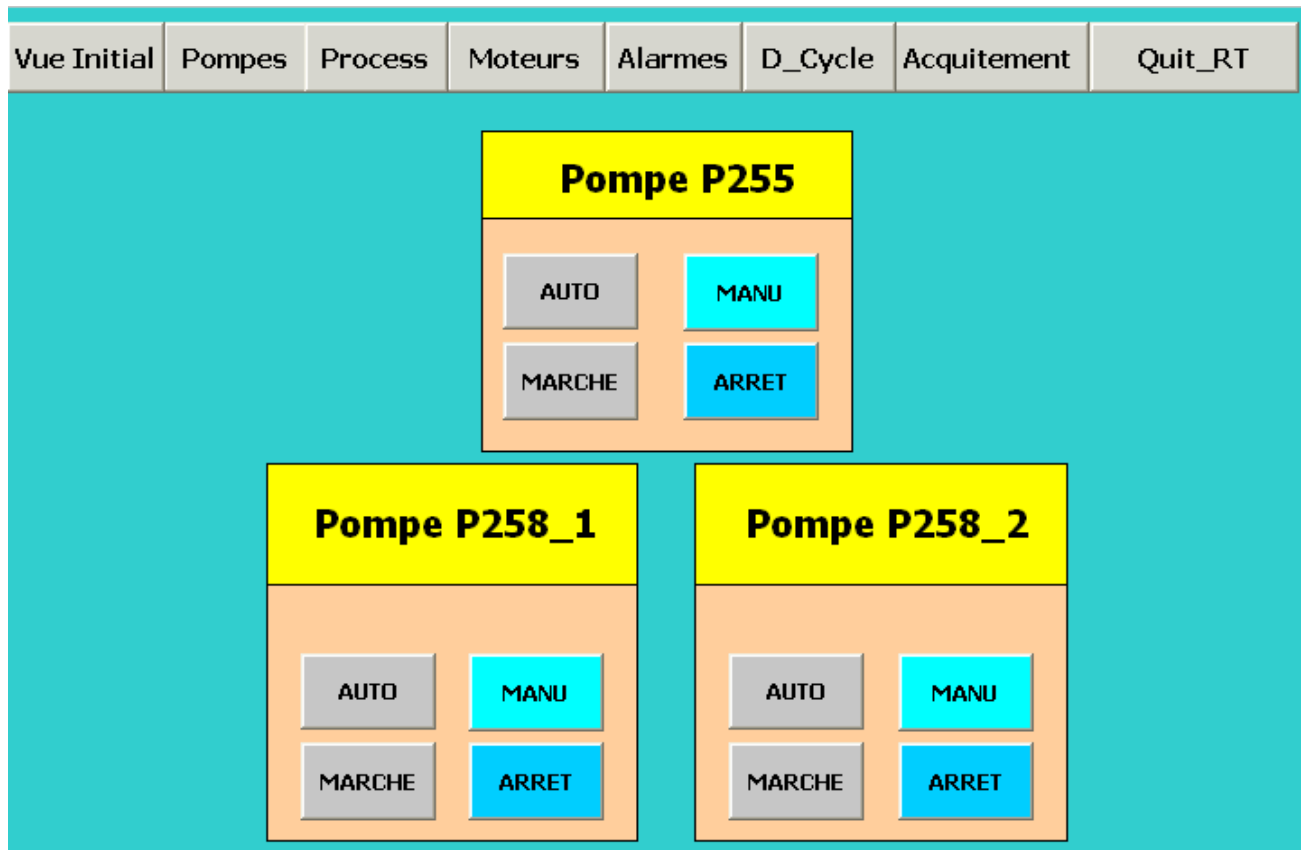 Vue Initial Pompes Process Moteurs Alarmes D_Cycle Acquitement Quit_RT
Pompe P255
AUTO MANU
MARCHE ARRET
Pompe P258_1
AUTO MANU
MARCHE ARRET
Pompe P258_2
AUTO MANU
MARCHE ARRET